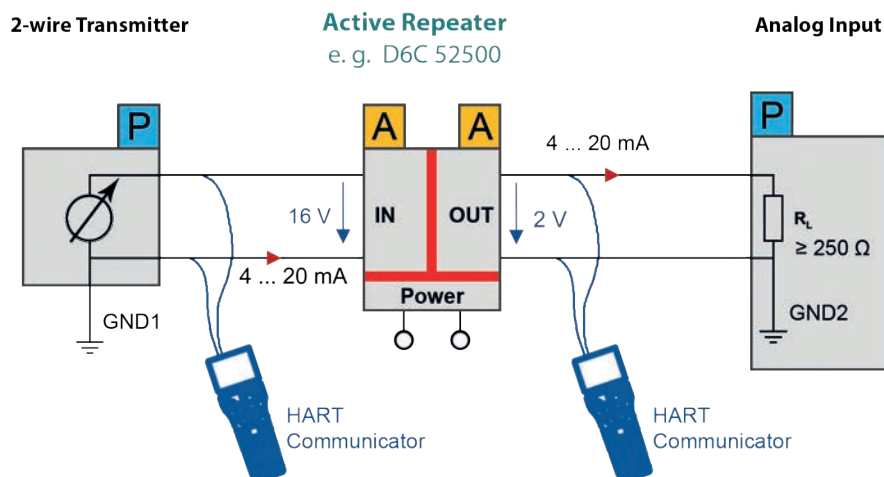 2-wire Transmitter
Active Repeater
e. g. D6C 52500
Analog Input
P
A
A
P
4 ... 20 mA
16 V
IN
OUT
2 V
R_L
≥ 250 Ω
4 ... 20 mA
Power
GND1
GND2
HART
Communicator
HART
Communicator